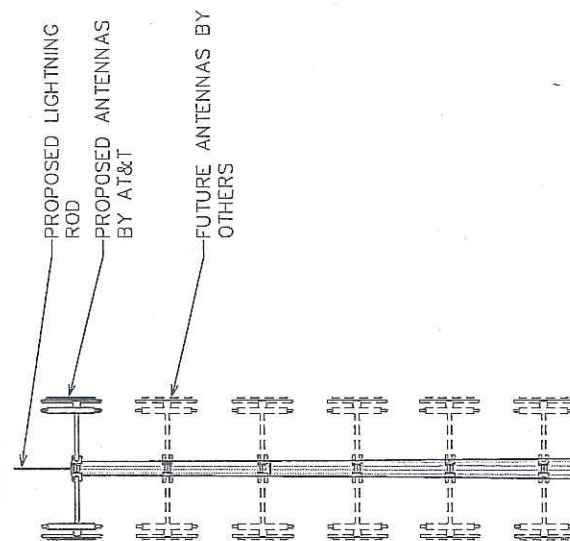 PROPOSED LIGHTNING
ROD
PROPOSED ANTENNAS
BY AT&T
FUTURE ANTENNAS BY
OTHERS